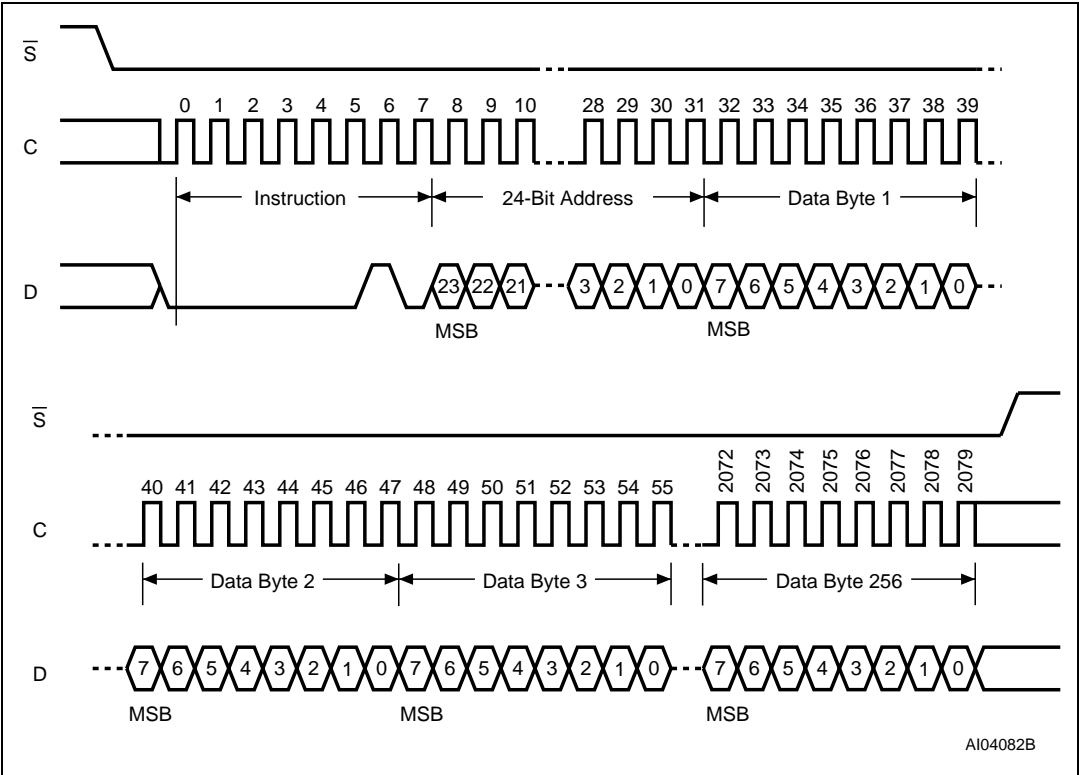 S
0 1 2 3 4 5 6 7 8 9 10 28 29 30 31 32 33 34 35 36 37 38 39
C
Instruction 24-Bit Address Data Byte 1
D 23 22 21 3 2 1 0 7 6 5 4 3 2 1 0
MSB MSB
S
40 41 42 43 44 45 46 47 48 49 50 51 52 53 54 55 2072 2073 2074 2075 2076 2077 2078 2079
C
Data Byte 2 Data Byte 3 Data Byte 256
D 7 6 5 4 3 2 1 0 7 6 5 4 3 2 1 0 7 6 5 4 3 2 1 0
MSB MSB MSB
AI04082B